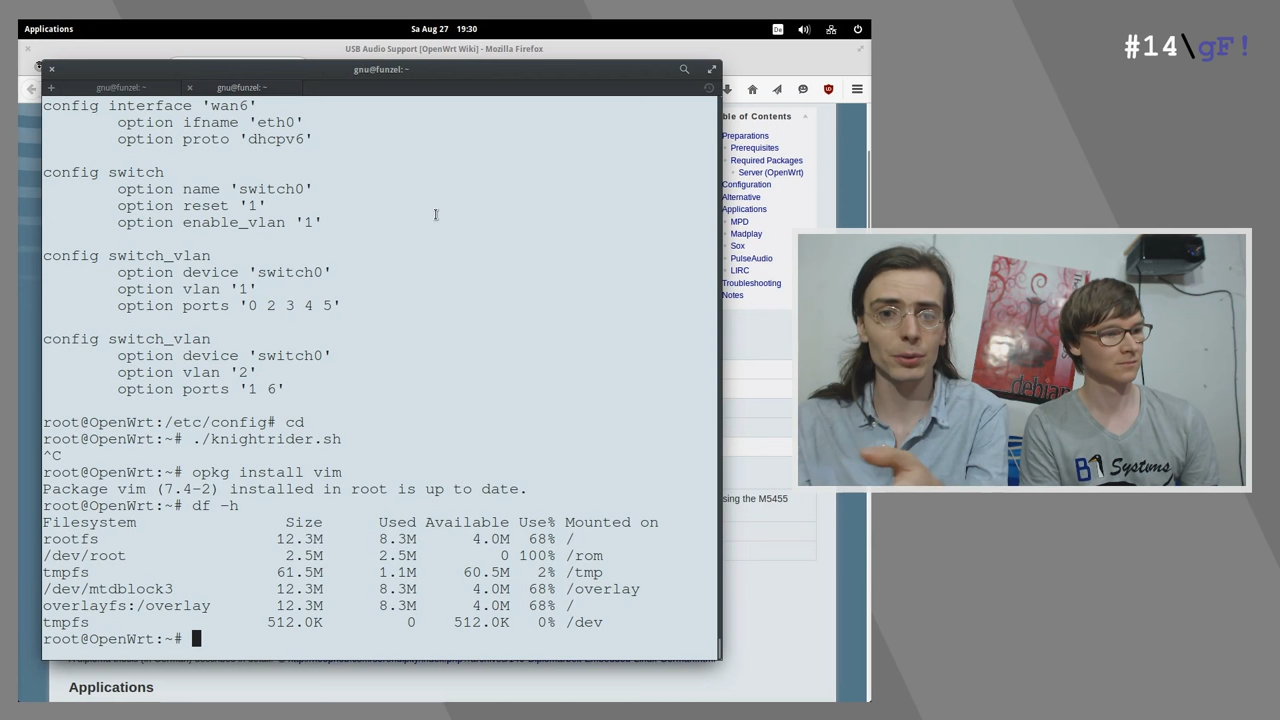 Applications
Sa Aug 27 19:30
De
#14\gF!
USB Audio Support [OpenWrt Wiki] - Mozilla Firefox
gnu@funzel: ~
gnu@funzel: ~
gnu@funzel: ~
config interface 'wan6'
option ifname 'eth0'
option proto 'dhcpv6'
config switch
option name 'switch0'
option reset '1'
option enable_vlan '1'
config switch_vlan
option device 'switch0'
option vlan '1'
option ports '0 2 3 4 5'
config switch_vlan
option device 'switch0'
option vlan '2'
option ports '1 6'
root@OpenWrt:/etc/config# cd
root@OpenWrt:~# ./knightrider.sh
^C
root@OpenWrt:~# opkg install vim
Package vim (7.4-2) installed in root is up to date.
root@OpenWrt:~# df -h
Filesystem Size Used Available Use% Mounted on
rootfs 12.3M 8.3M 4.0M 68% /
/dev/root 2.5M 2.5M 0 100% /rom
tmpfs 61.5M 1.1M 60.5M 2% /tmp
/dev/mtdblock3 12.3M 8.3M 4.0M 68% /overlay
overlayfs:/overlay 12.3M 8.3M 4.0M 68% /
tmpfs 512.0K 0 512.0K 0% /dev
root@OpenWrt:~#
ble of Contents
Preparations
Prerequisites
Required Packages
Server (OpenWrt)
Configuration
Alternative
Applications
MPD
Madplay
Sox
PulseAudio
LIRC
Troubleshooting
Notes
sing the M5455
Applications
debian
B1 Systems